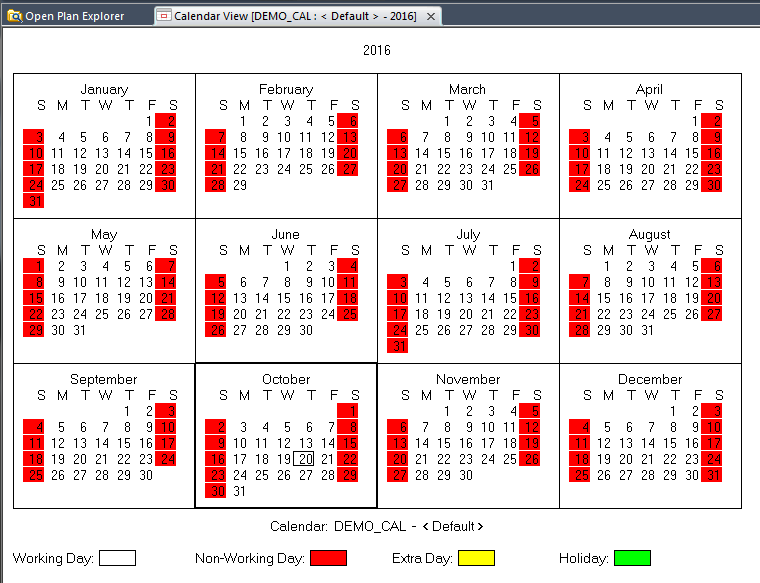 Open Plan Explorer Calendar View [DEMO_CAL : < Default > - 2016]
2016
January February March April
S M T W T F S S M T W T F S S M T W T F S S M T W T F S
1 2 1 2 3 4 5 6 1 2 3 4 5 1 2
3 4 5 6 7 8 9 7 8 9 10 11 12 13 6 7 8 9 10 11 12 3 4 5 6 7 8 9
10 11 12 13 14 15 16 14 15 16 17 18 19 20 13 14 15 16 17 18 19 10 11 12 13 14 15 16
17 18 19 20 21 22 23 21 22 23 24 25 26 27 20 21 22 23 24 25 26 17 18 19 20 21 22 23
24 25 26 27 28 29 30 28 29 27 28 29 30 31 24 25 26 27 28 29 30
31
May June July August
S M T W T F S S M T W T F S S M T W T F S S M T W T F S
1 2 3 4 5 6 7 1 2 3 4 1 2 1 2 3 4 5 6
8 9 10 11 12 13 14 5 6 7 8 9 10 11 3 4 5 6 7 8 9 7 8 9 10 11 12 13
15 16 17 18 19 20 21 12 13 14 15 16 17 18 10 11 12 13 14 15 16 14 15 16 17 18 19 20
22 23 24 25 26 27 28 19 20 21 22 23 24 25 17 18 19 20 21 22 23 21 22 23 24 25 26 27
29 30 31 26 27 28 29 30 24 25 26 27 28 29 30 28 29 30 31
31
September October November December
S M T W T F S S M T W T F S S M T W T F S S M T W T F S
1 2 3 1 1 2 3 4 5 1 2 3
4 5 6 7 8 9 10 2 3 4 5 6 7 8 6 7 8 9 10 11 12 4 5 6 7 8 9 10
11 12 13 14 15 16 17 9 10 11 12 13 14 15 13 14 15 16 17 18 19 11 12 13 14 15 16 17
18 19 20 21 22 23 24 16 17 18 19 20 21 22 20 21 22 23 24 25 26 18 19 20 21 22 23 24
25 26 27 28 29 30 23 24 25 26 27 28 29 27 28 29 30 25 26 27 28 29 30 31
30 31
Calendar: DEMO_CAL - < Default >
Working Day: Non-Working Day: Extra Day: Holiday: